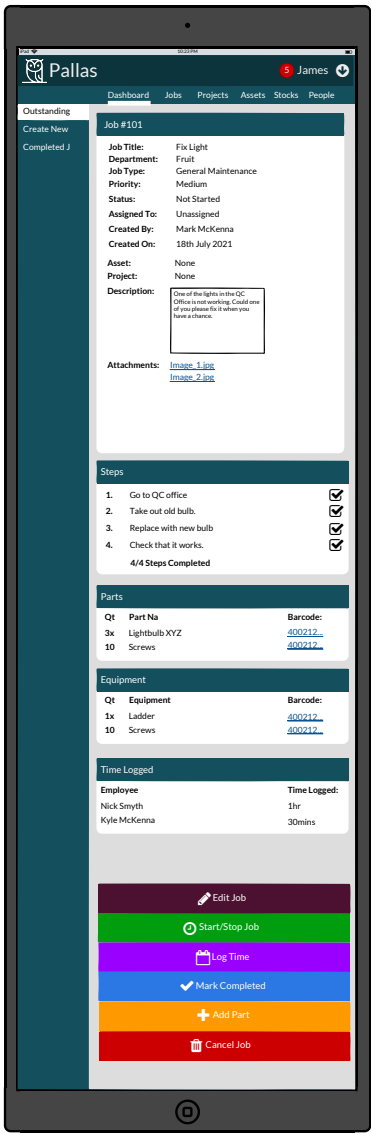 iPad 10:23 PM
Pallas
5 James
Dashboard Jobs Projects Assets Stocks People
Outstanding
Create New
Completed J
Job #101
Job Title: Fix Light
Department: Fruit
Job Type: General Maintenance
Priority: Medium
Status: Not Started
Assigned To: Unassigned
Created By: Mark McKenna
Created On: 18th July 2021
Asset: None
Project: None
Description: One of the lights in the QC
Office is not working. Could one
of you please fix it when you
have a chance.
Attachments: Image_1.jpg
Image_2.jpg
Steps
1. Go to QC office
2. Take out old bulb.
3. Replace with new bulb
4. Check that it works.
4/4 Steps Completed
Parts
Qt Part Na Barcode:
3x Lightbulb XYZ 400212...
10 Screws 400212...
Equipment
Qt Equipment Barcode:
1x Ladder 400212...
10 Screws 400212...
Time Logged
Employee Time Logged:
Nick Smyth 1hr
Kyle McKenna 30mins
Edit Job
Start/Stop Job
Log Time
Mark Completed
Add Part
Cancel Job